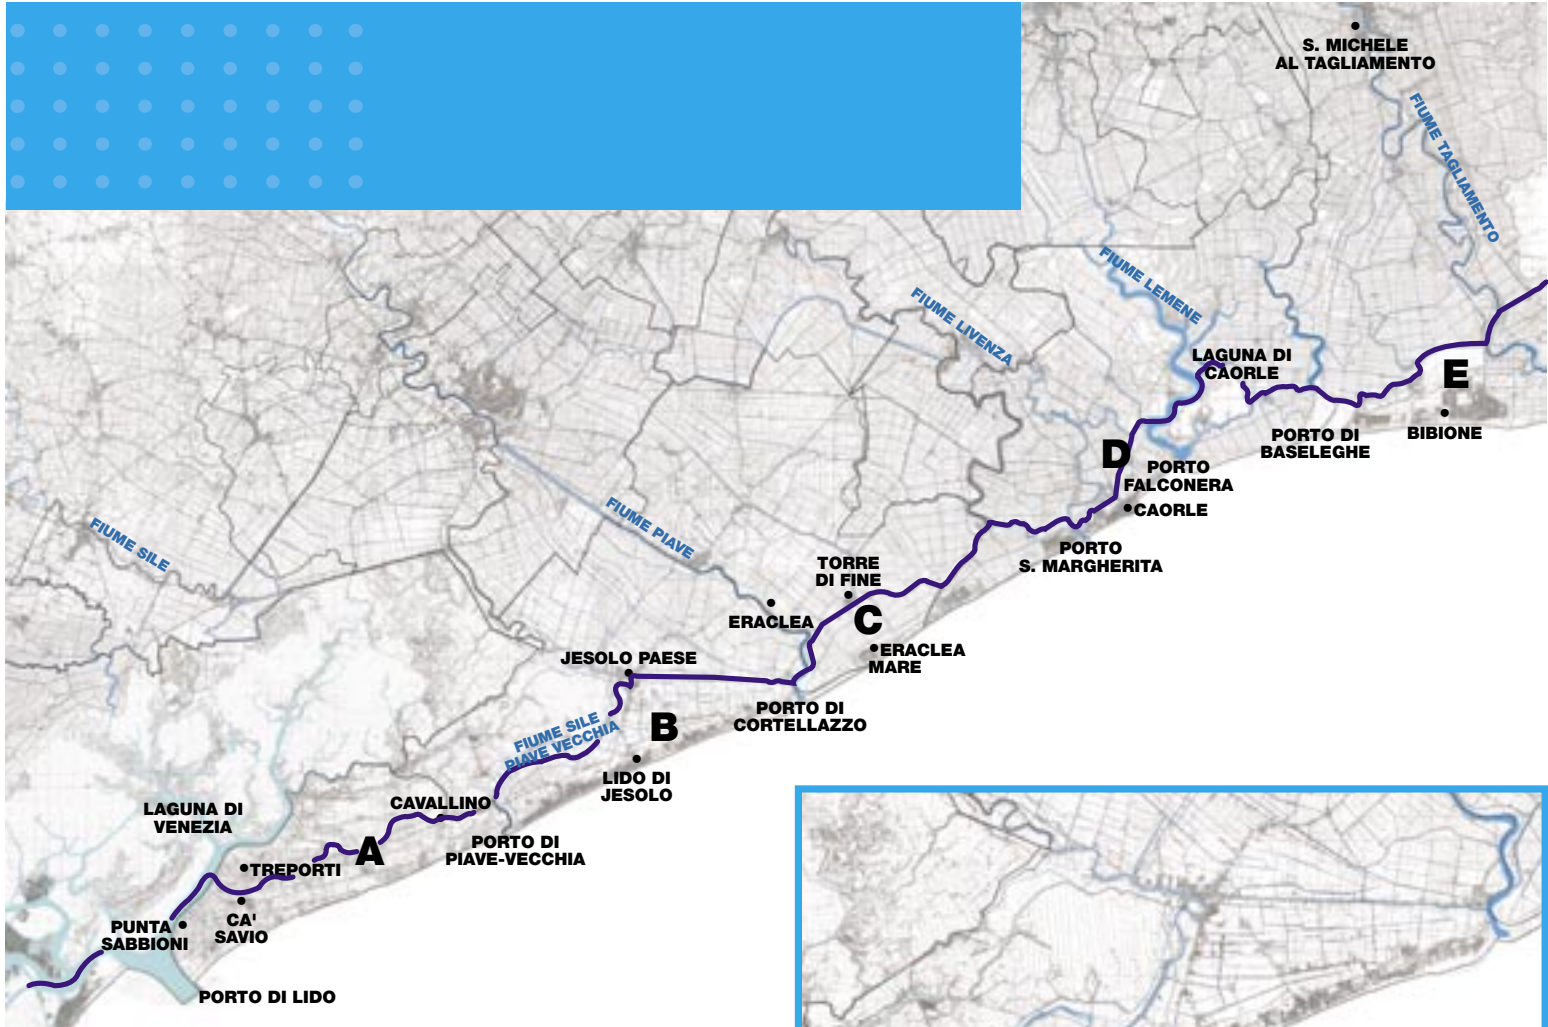 S. MICHELE
AL TAGLIAMENTO
FIUME TAGLIAMENTO
FIUME LEMENE
FIUME LIVENZA
LAGUNA DI
CAORLE
E
BIBIONE
PORTO DI
BASELEGHE
D
PORTO
FALCONERA
CAORLE
PORTO
S. MARGHERITA
FIUME SILE
FIUME PIAVE
TORRE
DI FINE
ERACLEA
C
ERACLEA
MARE
JESOLO PAESE
PORTO DI
CORTELLAZZO
FIUME SILE
PIAVE VECCHIA
B
LIDO DI
JESOLO
LAGUNA DI
VENEZIA
CAVALLINO
PORTO DI
PIAVE-VECCHIA
A
TREPORTI
CA'
SAVIO
PUNTA
SABBIONI
PORTO DI LIDO